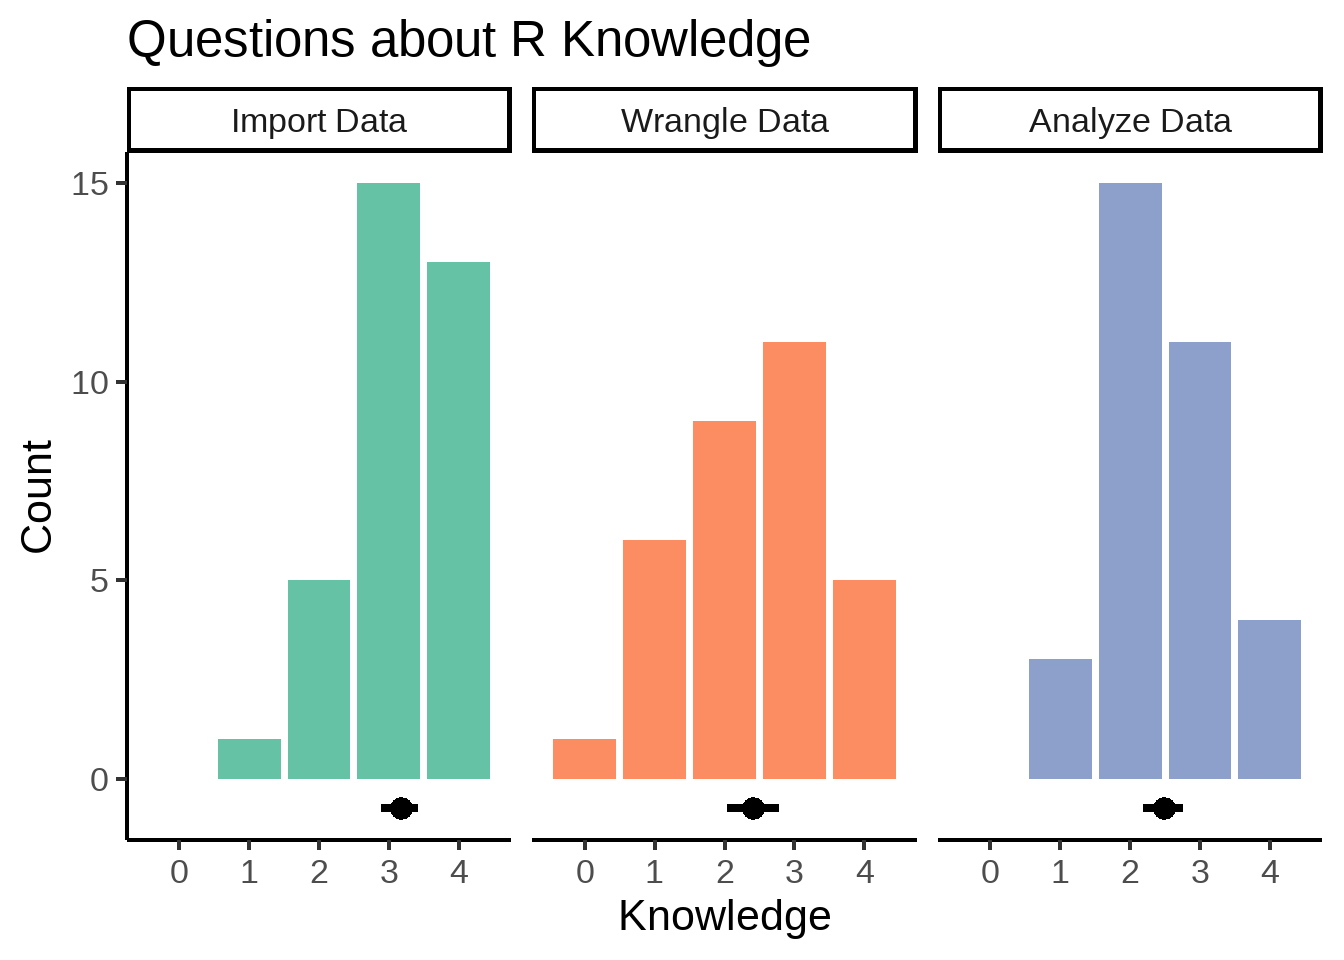 Questions about R Knowledge
Import Data
Wrangle Data
Analyze Data
15
10
5
0
Count
0 1 2 3 4
0 1 2 3 4
0 1 2 3 4
Knowledge